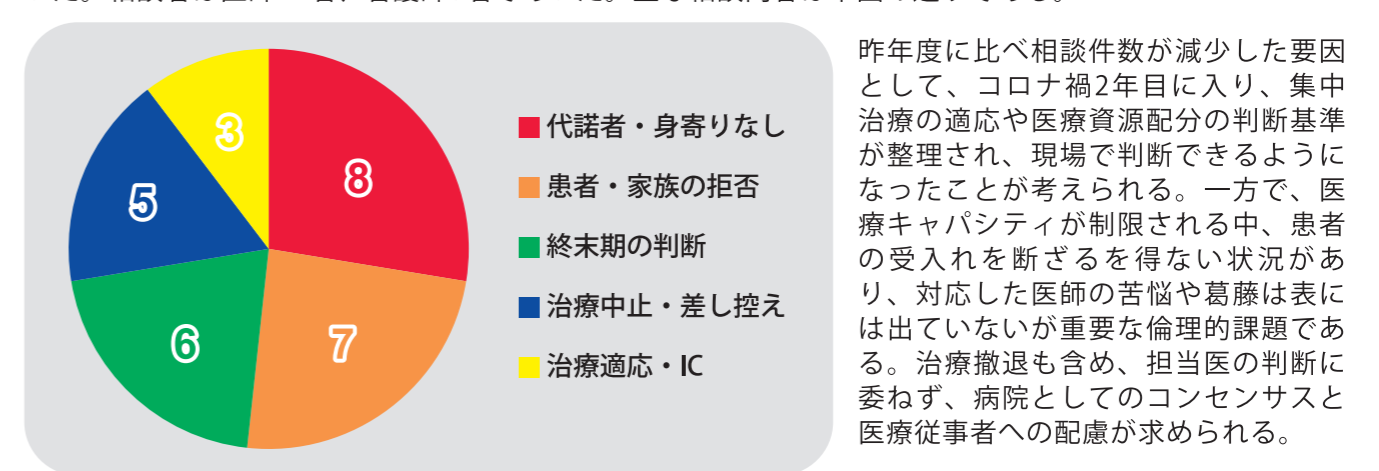 8
7
6
5
3
代諾者・身寄りなし
患者・家族の拒否
終末期の判断
治療中止・差し控え
治療適応・IC
昨年度に比べ相談件数が減少した要因
として、コロナ禍2年目に入り、集中
治療の適応や医療資源配分の判断基準
が整理され、現場で判断できるように
なったことが考えられる。一方で、医
療キャパシティが制限される中、患者
の受入れを断ざるを得ない状況があ
り、対応した医師の苦悩や葛藤は表に
は出ていないが重要な倫理的課題であ
る。治療撤退も含め、担当医の判断に
委ねず、病院としてのコンセンサスと
医療従事者への配慮が求められる。